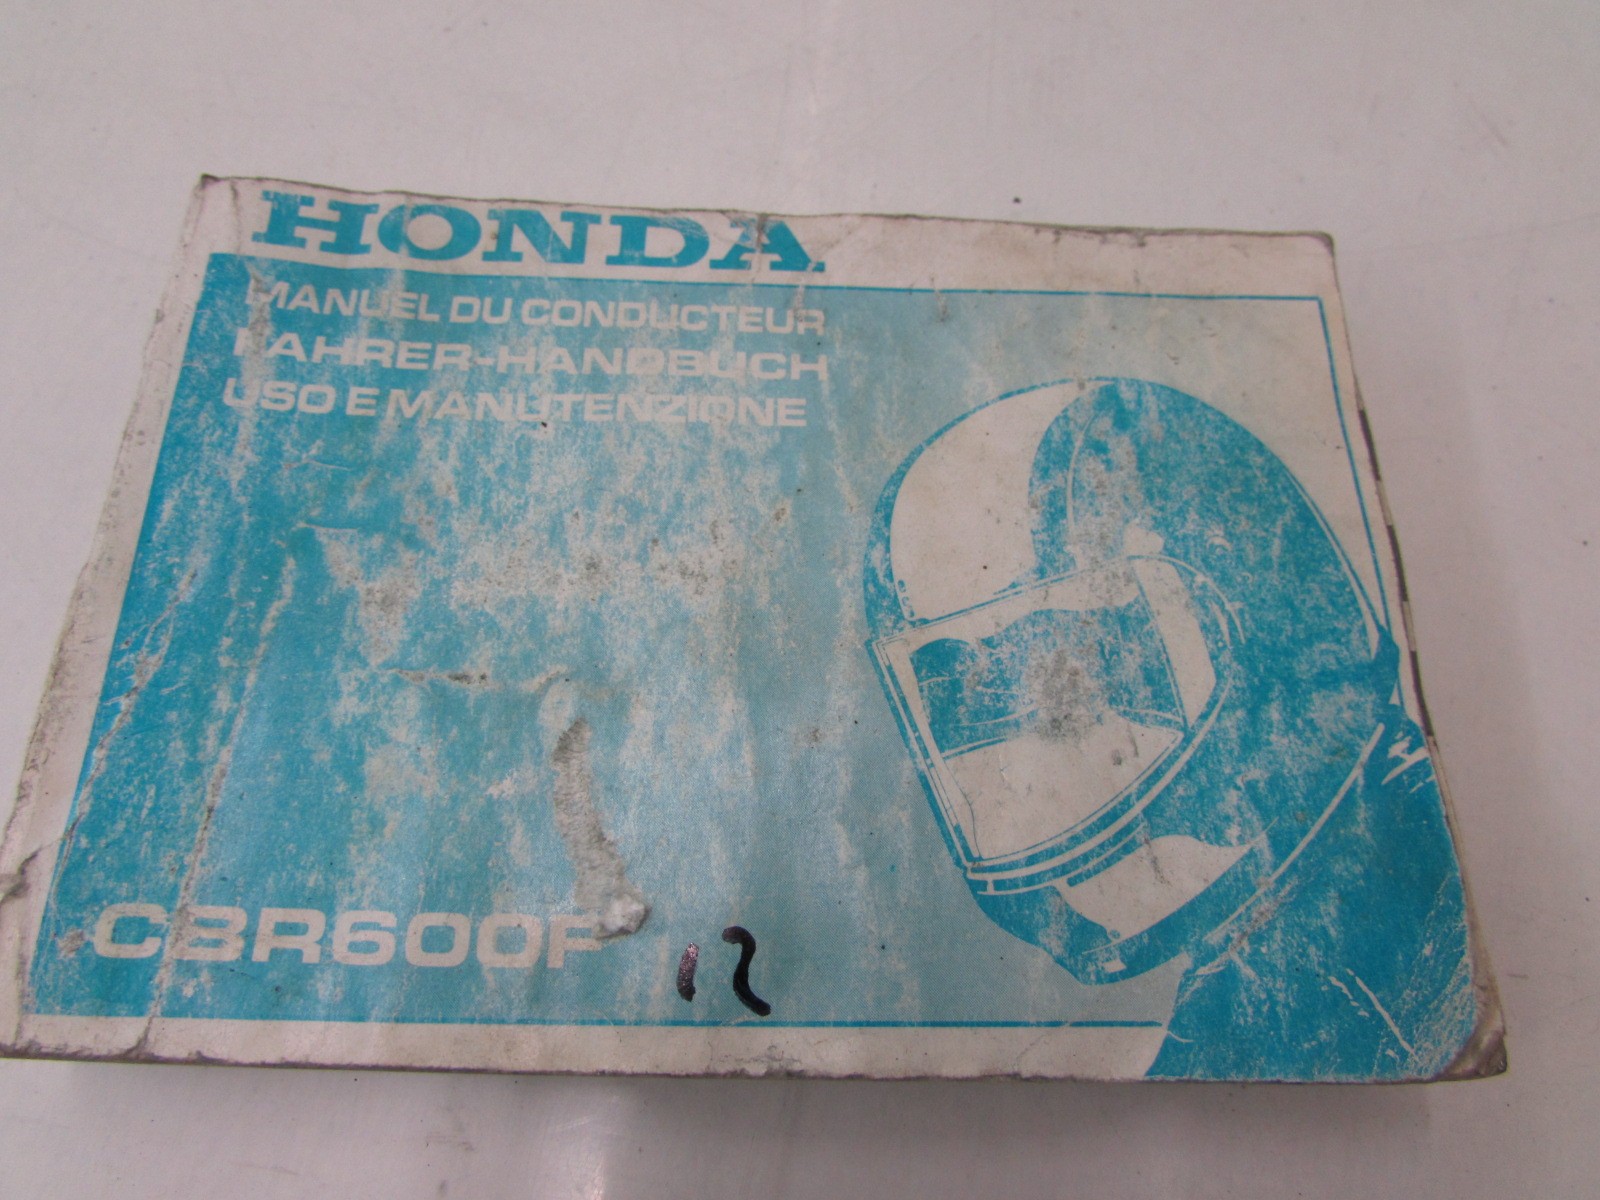 HONDA
MANUEL DU CONDUCTEUR
FAHRER-HANDBUCH
USO E MANUTENZIONE
CBR600F
12